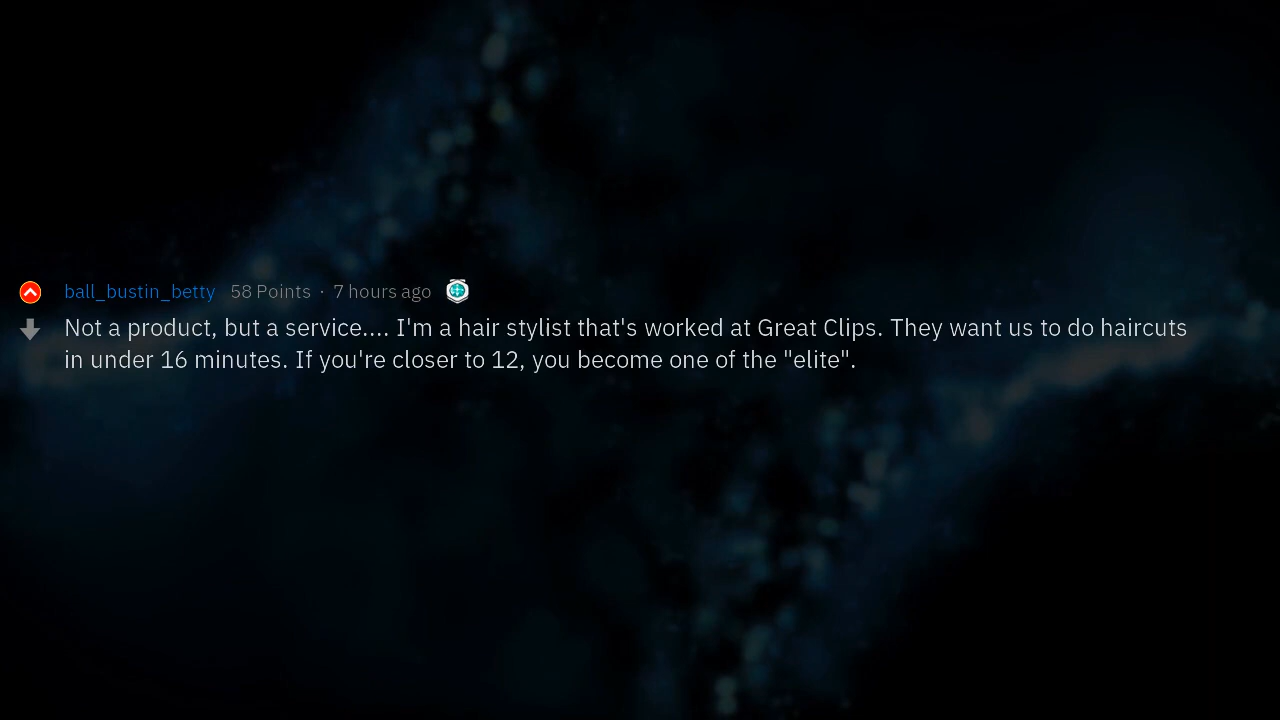 ball_bustin_betty 58 Points · 7 hours ago
Not a product, but a service.... I'm a hair stylist that's worked at Great Clips. They want us to do haircuts
in under 16 minutes. If you're closer to 12, you become one of the "elite".